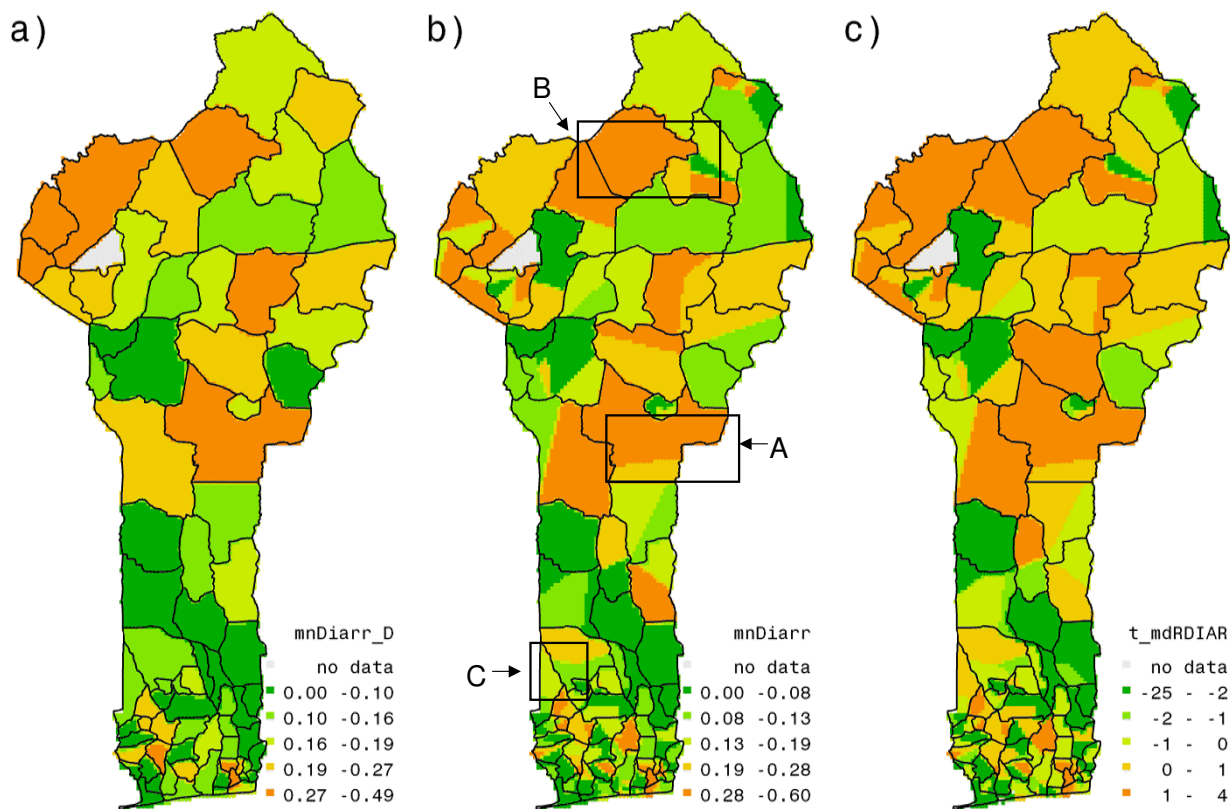 a)
b)
c)
B
A
C
mnDiarr_D
no data
0.00 -0.10
0.10 -0.16
0.16 -0.19
0.19 -0.27
0.27 -0.49
mnDiarr
no data
0.00 -0.08
0.08 -0.13
0.13 -0.19
0.19 -0.28
0.28 -0.60
t_mdRDIAR
no data
-25 - -2
-2 - -1
-1 - 0
0 - 1
1 - 4